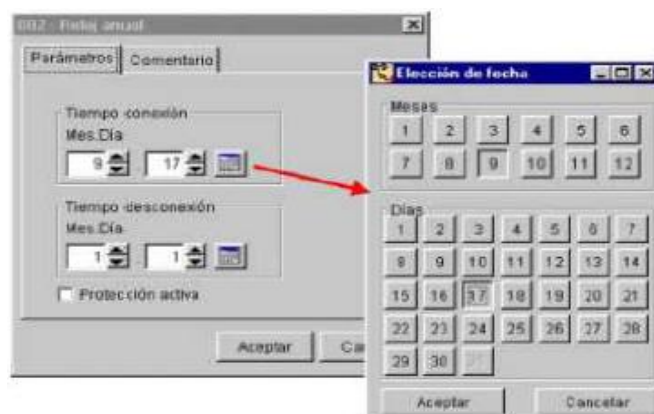 Reloj anual
Parámetros
Comentario
Tiempo conexión
Mes.Día
9
17
Tiempo desconexión
Mes.Día
1
1
Protección activa
Aceptar
Elección de fecha
Meses
1 2 3 4 5 6
7 8 9 10 11 12
Días
1 2 3 4 5 6 7
8 9 10 11 12 13 14
15 16 17 18 19 20 21
22 23 24 25 26 27 28
29 30 31
Aceptar
Cancelar